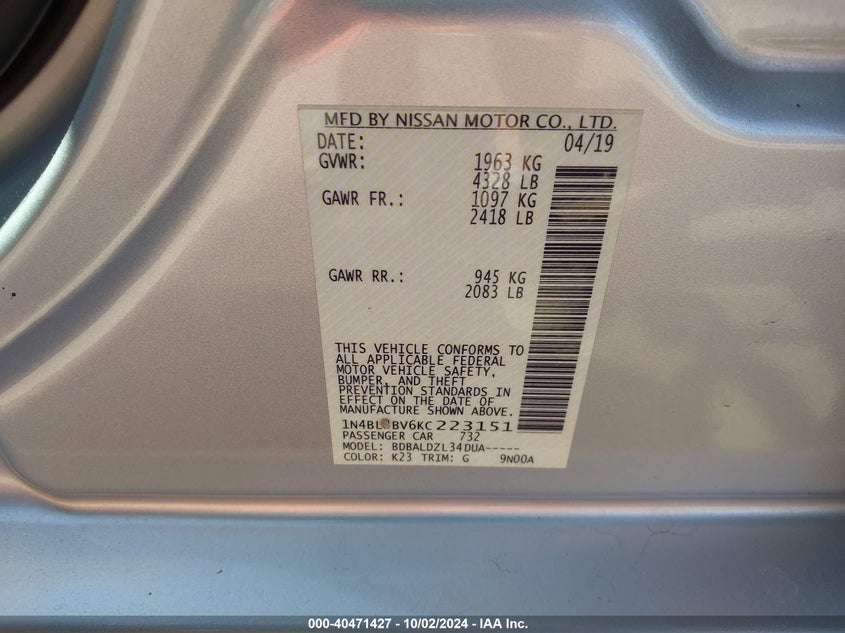 MFD BY NISSAN MOTOR CO., LTD.
DATE: 04/19
GVWR: 1963 KG
4328 LB
GAWR FR.: 1097 KG
2418 LB
GAWR RR.: 945 KG
2083 LB
THIS VEHICLE CONFORMS TO
ALL APPLICABLE FEDERAL
MOTOR VEHICLE SAFETY,
BUMPER, AND THEFT
PREVENTION STANDARDS IN
EFFECT ON THE DATE OF
MANUFACTURE SHOWN ABOVE.
223151
PASSENGER CAR 732
MODEL: BDBALDZL34DUA-----
COLOR: K23 TRIM: G 9N00A
000-40471427 - 10/02/2024 - IAA Inc.